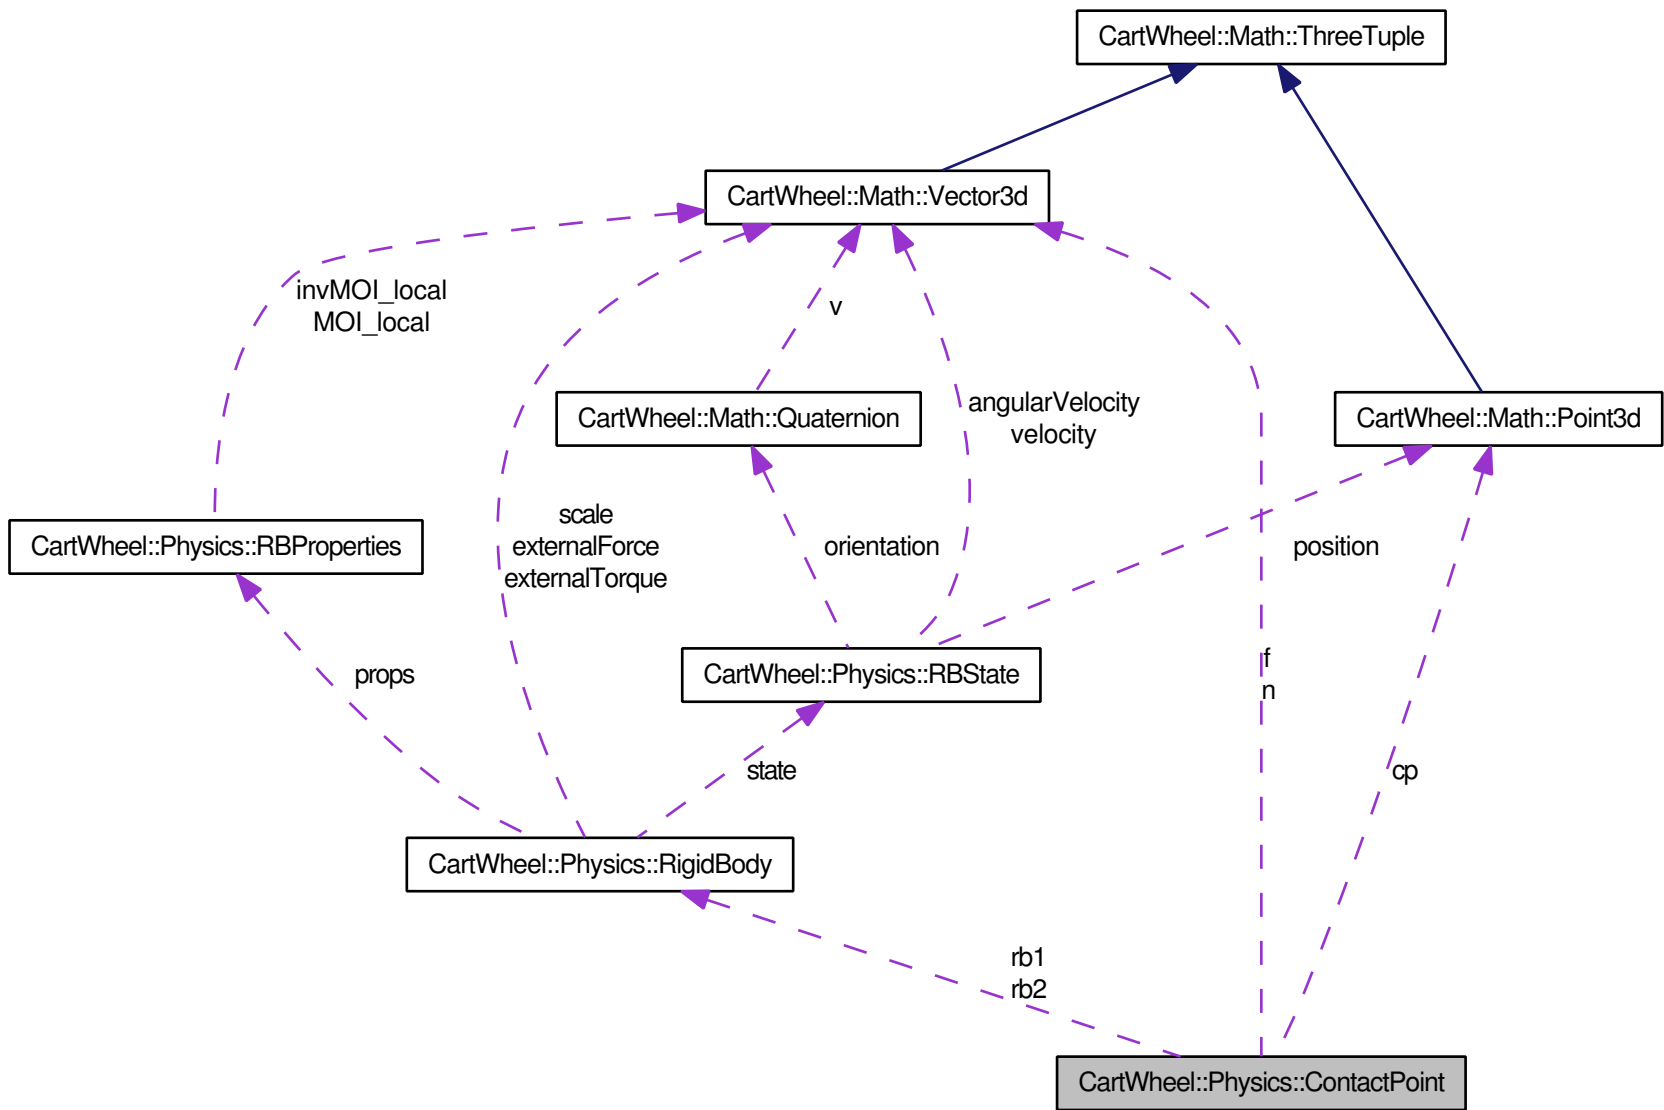 CartWheel::Math::ThreeTuple
CartWheel::Math::Vector3d
invMOI_local
MOI_local
v
CartWheel::Math::Quaternion
angularVelocity
velocity
CartWheel::Math::Point3d
scale
externalForce
externalTorque
CartWheel::Physics::RBProperties
orientation
position
props
CartWheel::Physics::RBState
f
n
state
cp
CartWheel::Physics::RigidBody
rb1
rb2
CartWheel::Physics::ContactPoint